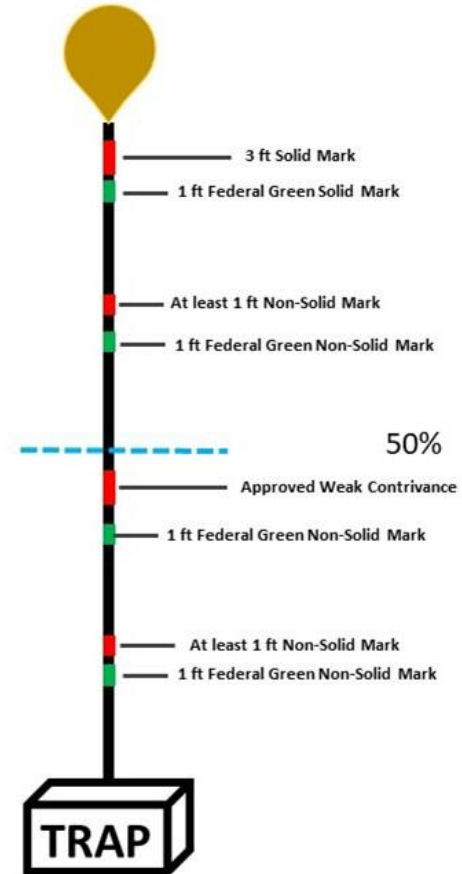 3 ft Solid Mark
1 ft Federal Green Solid Mark
At least 1 ft Non-Solid Mark
1 ft Federal Green Non-Solid Mark
50%
Approved Weak Contrivance
1 ft Federal Green Non-Solid Mark
At least 1 ft Non-Solid Mark
1 ft Federal Green Non-Solid Mark
TRAP